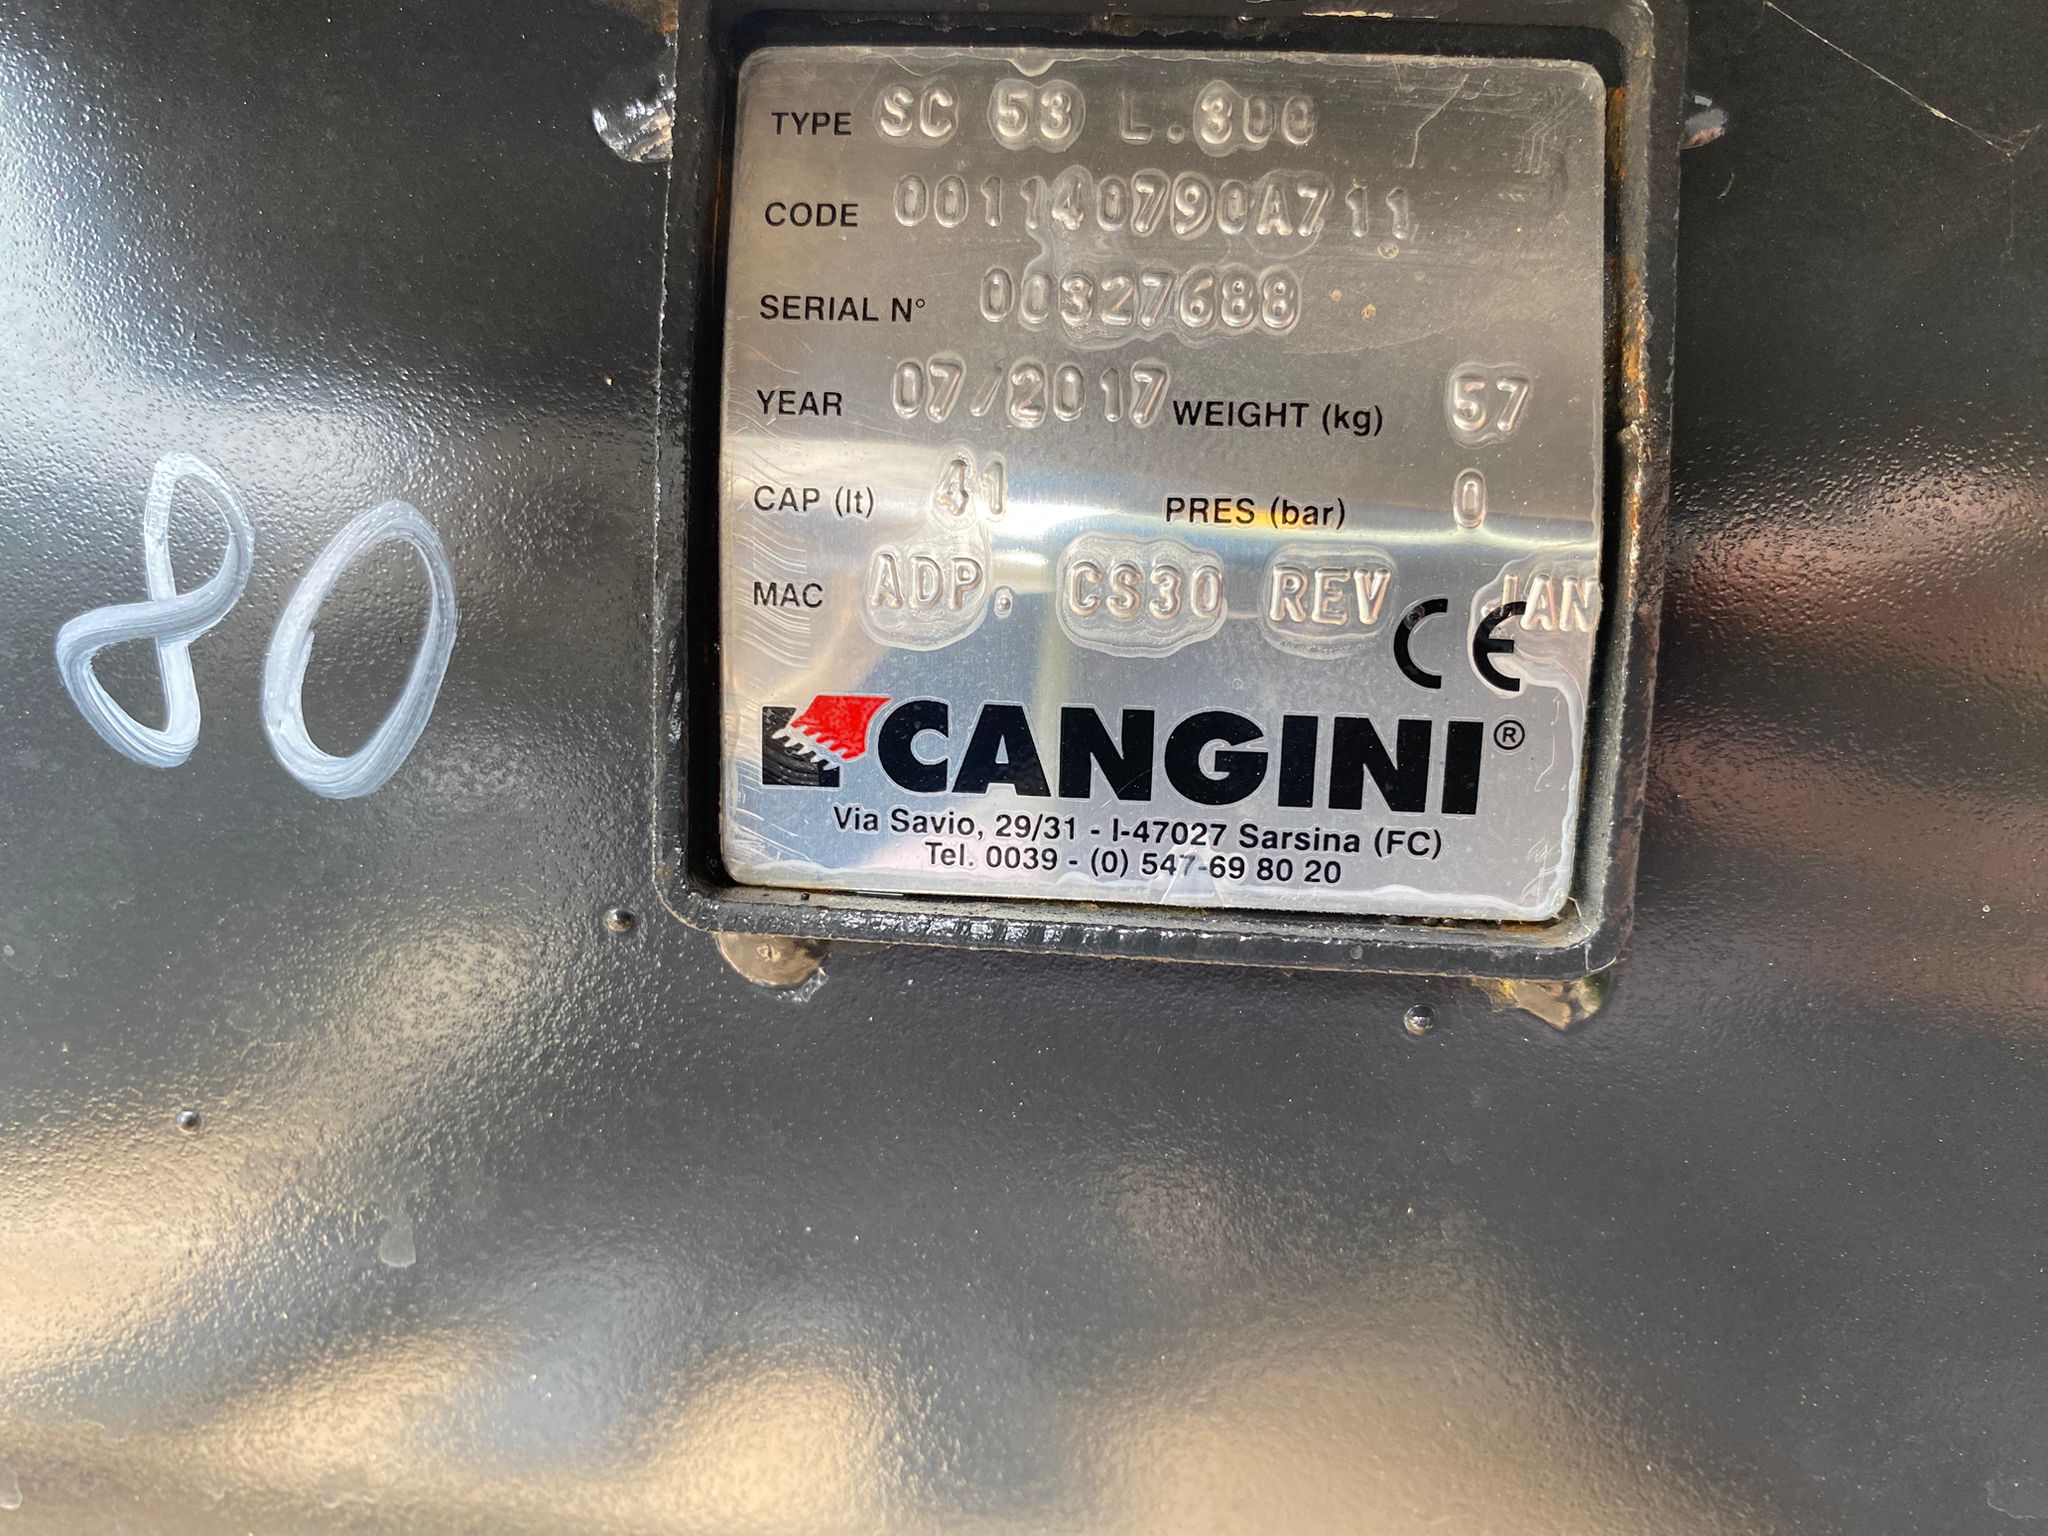 TYPE SC 53 L.300
CODE 001140790A711
SERIAL N° 00327688
YEAR 07/2017 WEIGHT (kg) 57
CAP (lt) 41 PRES (bar) 0
MAC ADP. CS30 REV JAN
CE
CANGINI®
Via Savio, 29/31 - I-47027 Sarsina (FC)
Tel. 0039 - (0) 547-69 80 20
80